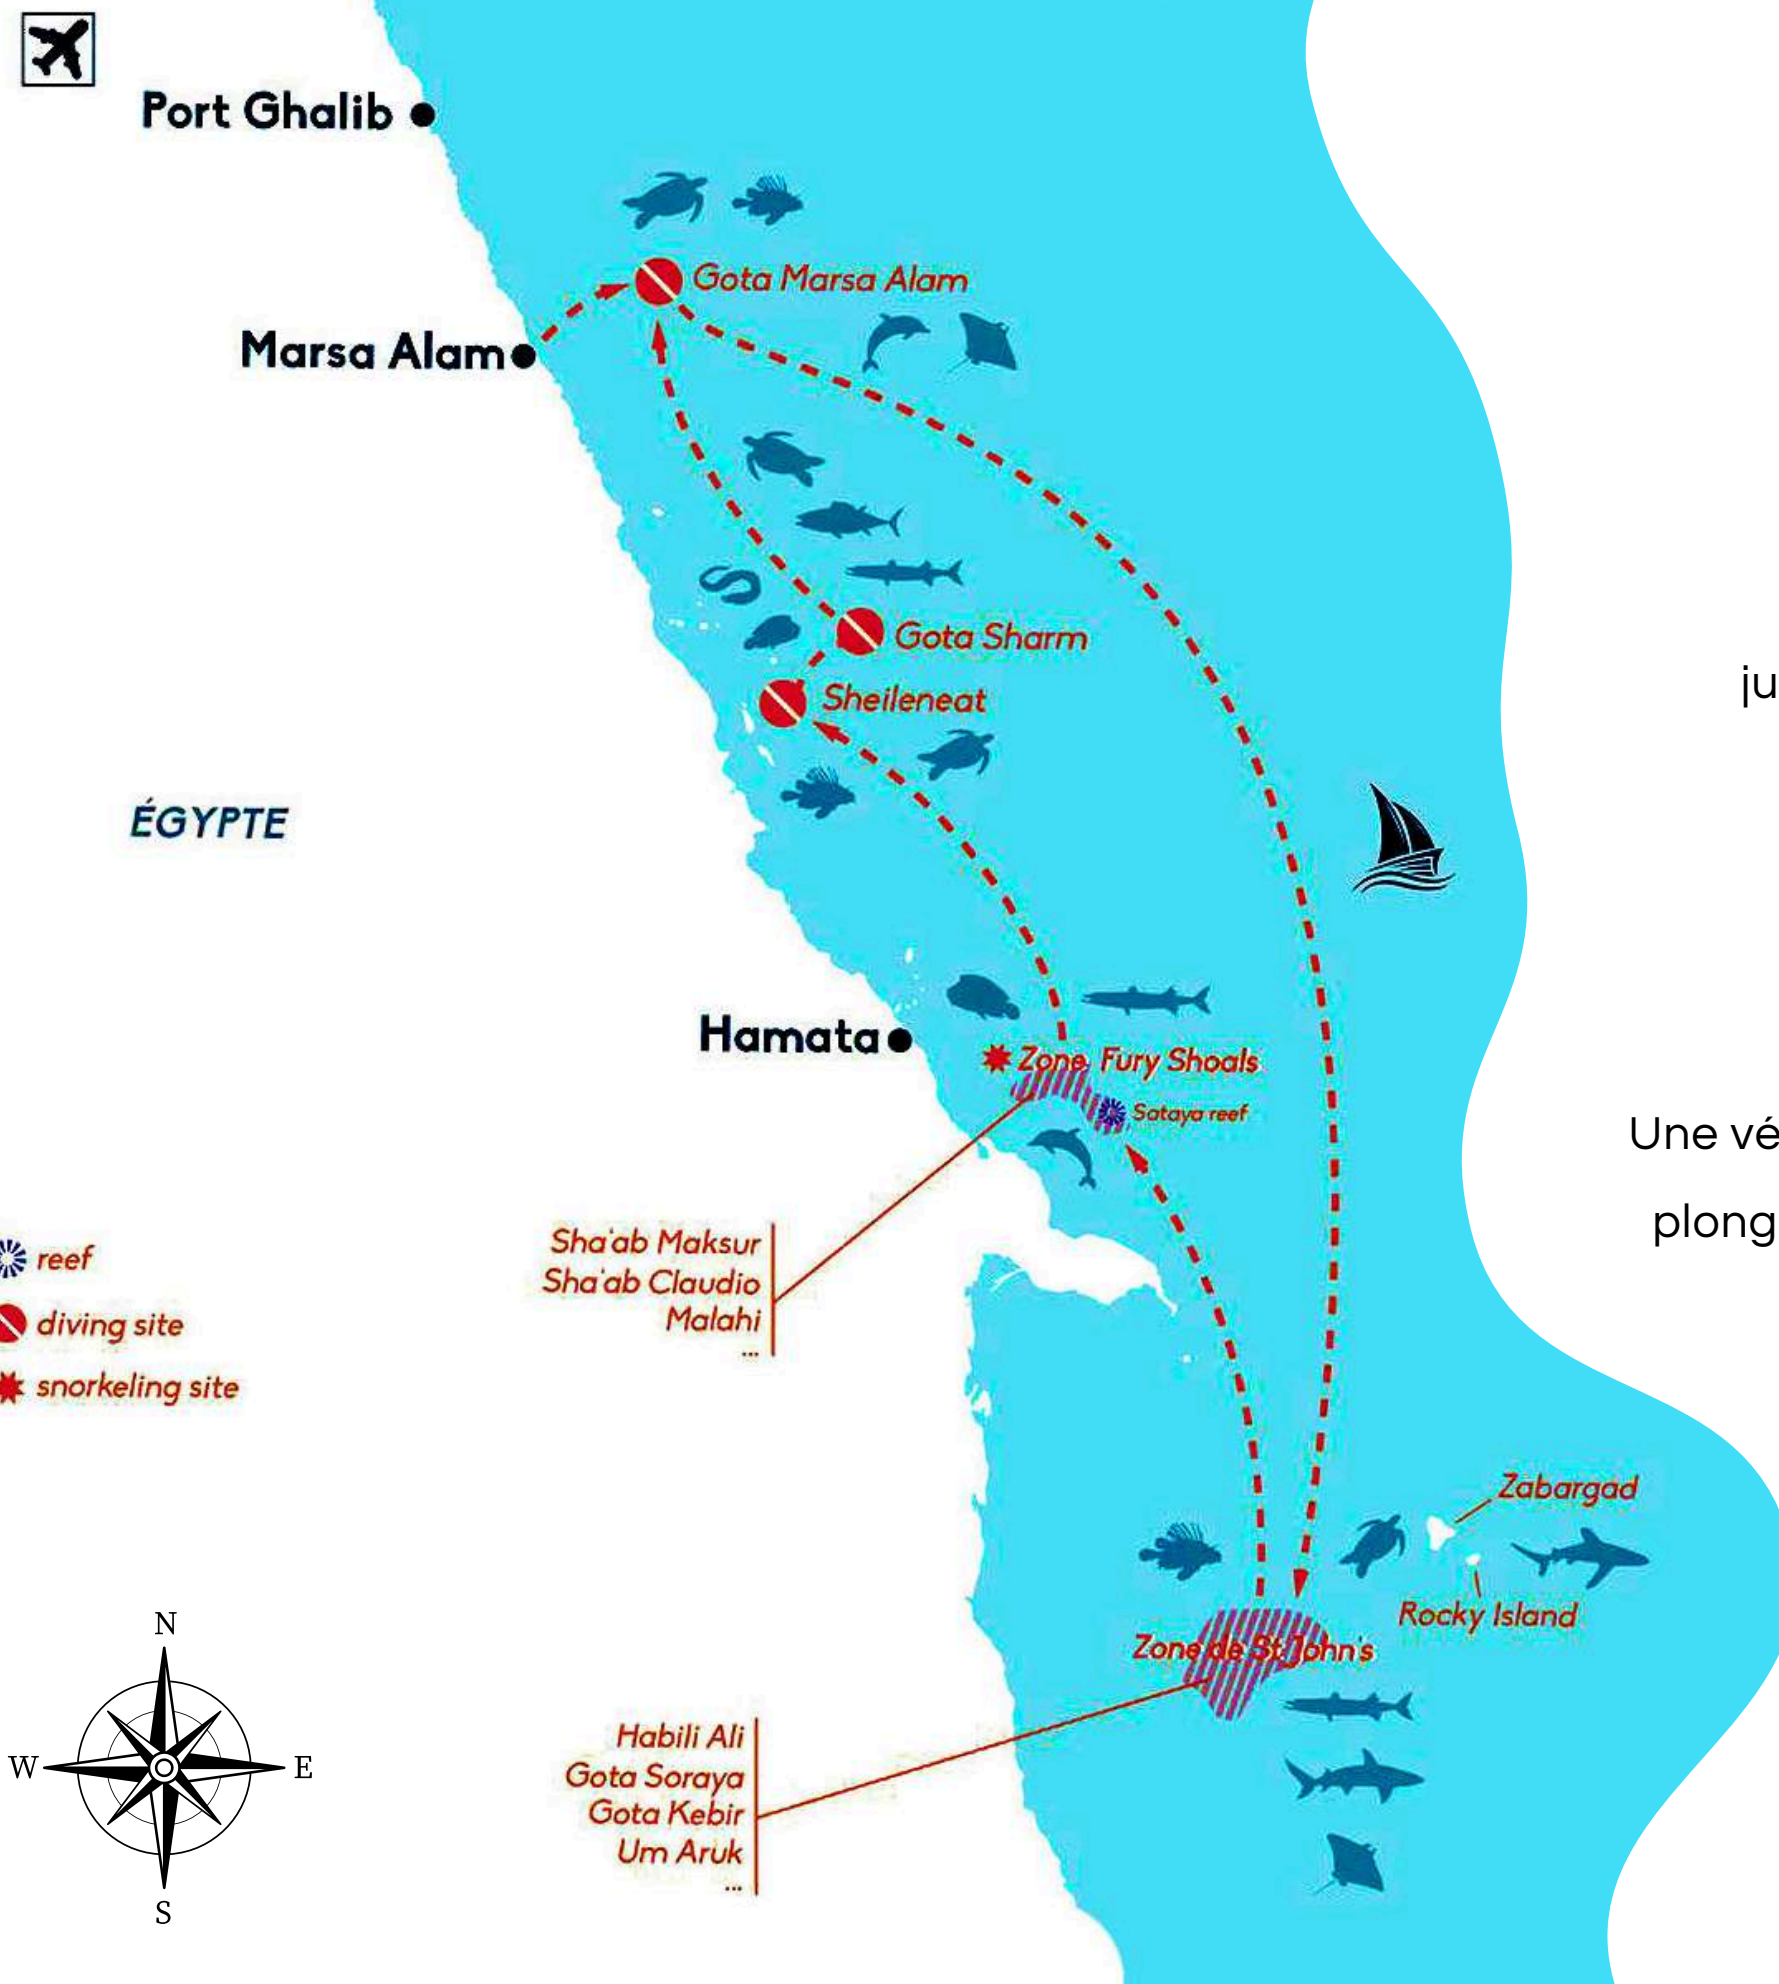 Port Ghalib
Gota Marsa Alam
Marsa Alam
Gota Sharm
ju
Sheileneat
ÉGYPTE
Hamata
Zone Fury Shoals
Sataya reef
Une vé
plong
Sha'ab Maksur
Sha'ab Claudio
Malahi
...
reef
diving site
snorkeling site
Zabargad
Rocky Island
Zone de St John's
N
W
E
S
Habili Ali
Gota Soraya
Gota Kebir
Um Aruk
...